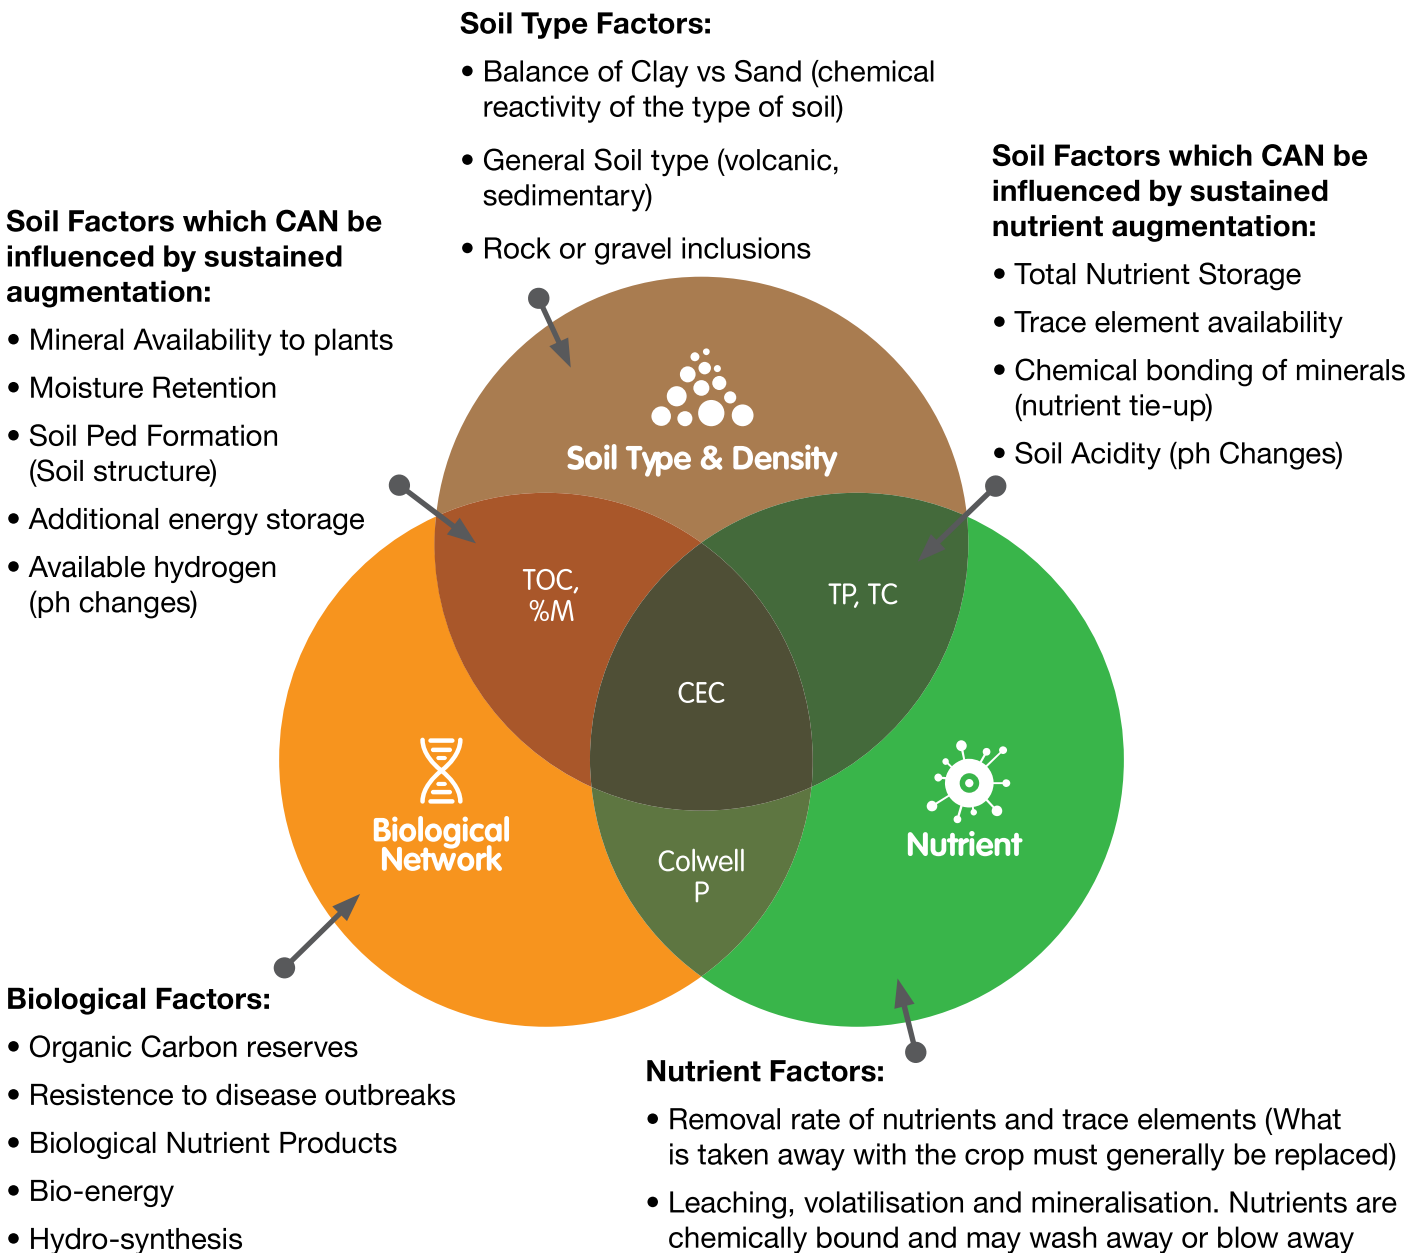 Soil Type Factors:
• Balance of Clay vs Sand (chemical
reactivity of the type of soil)
• General Soil type (volcanic,
sedimentary)
• Rock or gravel inclusions
Soil Factors which CAN be
influenced by sustained
nutrient augmentation:
• Total Nutrient Storage
• Trace element availability
• Chemical bonding of minerals
(nutrient tie-up)
• Soil Acidity (ph Changes)
Soil Factors which CAN be
influenced by sustained
augmentation:
• Mineral Availability to plants
• Moisture Retention
• Soil Ped Formation
(Soil structure)
• Additional energy storage
• Available hydrogen
(ph changes)
Soil Type & Density
TOC,
%M
TP, TC
CEC
Biological
Network
Nutrient
Colwell
P
Biological Factors:
• Organic Carbon reserves
• Resistence to disease outbreaks
• Biological Nutrient Products
• Bio-energy
• Hydro-synthesis
Nutrient Factors:
• Removal rate of nutrients and trace elements (What
is taken away with the crop must generally be replaced)
• Leaching, volatilisation and mineralisation. Nutrients are
chemically bound and may wash away or blow away